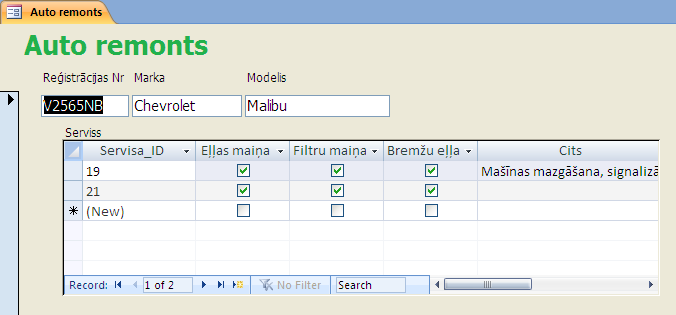 Auto remonts
Auto remonts
Reģistrācijas Nr Marka Modelis
V2565NB Chevrolet Malibu
Serviss
Servisa_ID Eļļas maiņa Filtru maiņa Bremžu eļļa Cits
19 Mašīnas mazgāšana, signalizā
21
(New)
Record: 1 of 2 No Filter Search